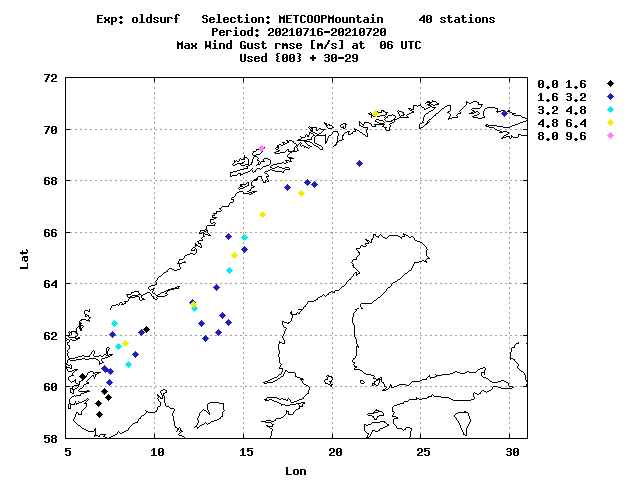 Exp: oldsurf   Selection: METCOOPMountain     40 stations
Period: 20210716-20210720
Max Wind Gust rmse [m/s] at  06 UTC
Used {00} + 30-29
72
70
68
66
64
62
60
58
Lat
5 10 15 20 25 30
Lon
0.0 1.6
1.6 3.2
3.2 4.8
4.8 6.4
8.0 9.6